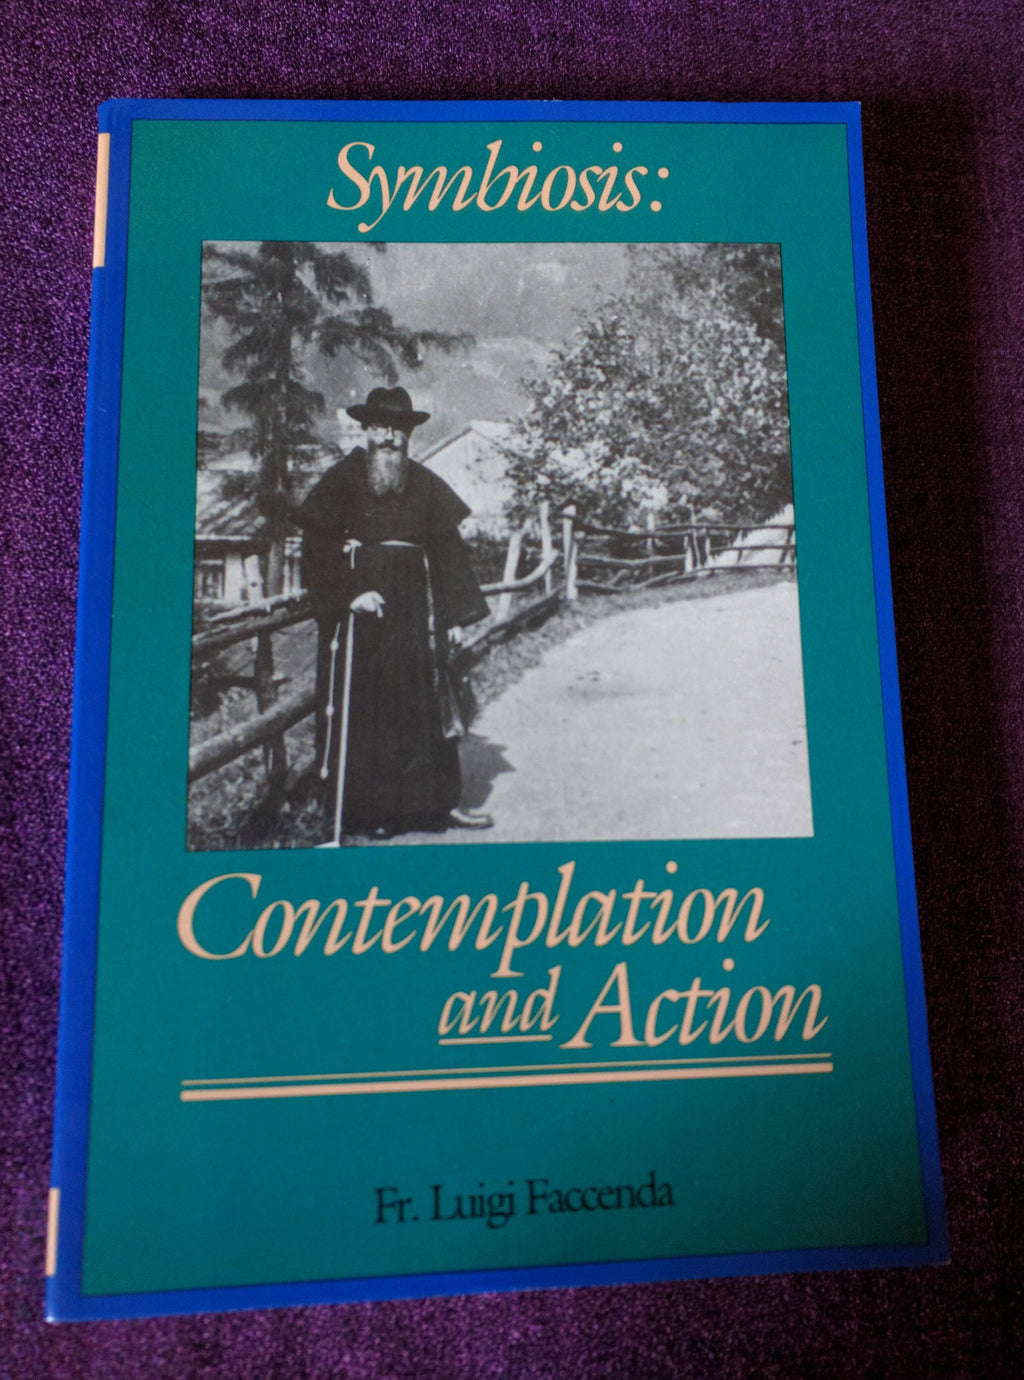 Symbiosis:
Contemplation
and Action
Fr. Luigi Faccenda